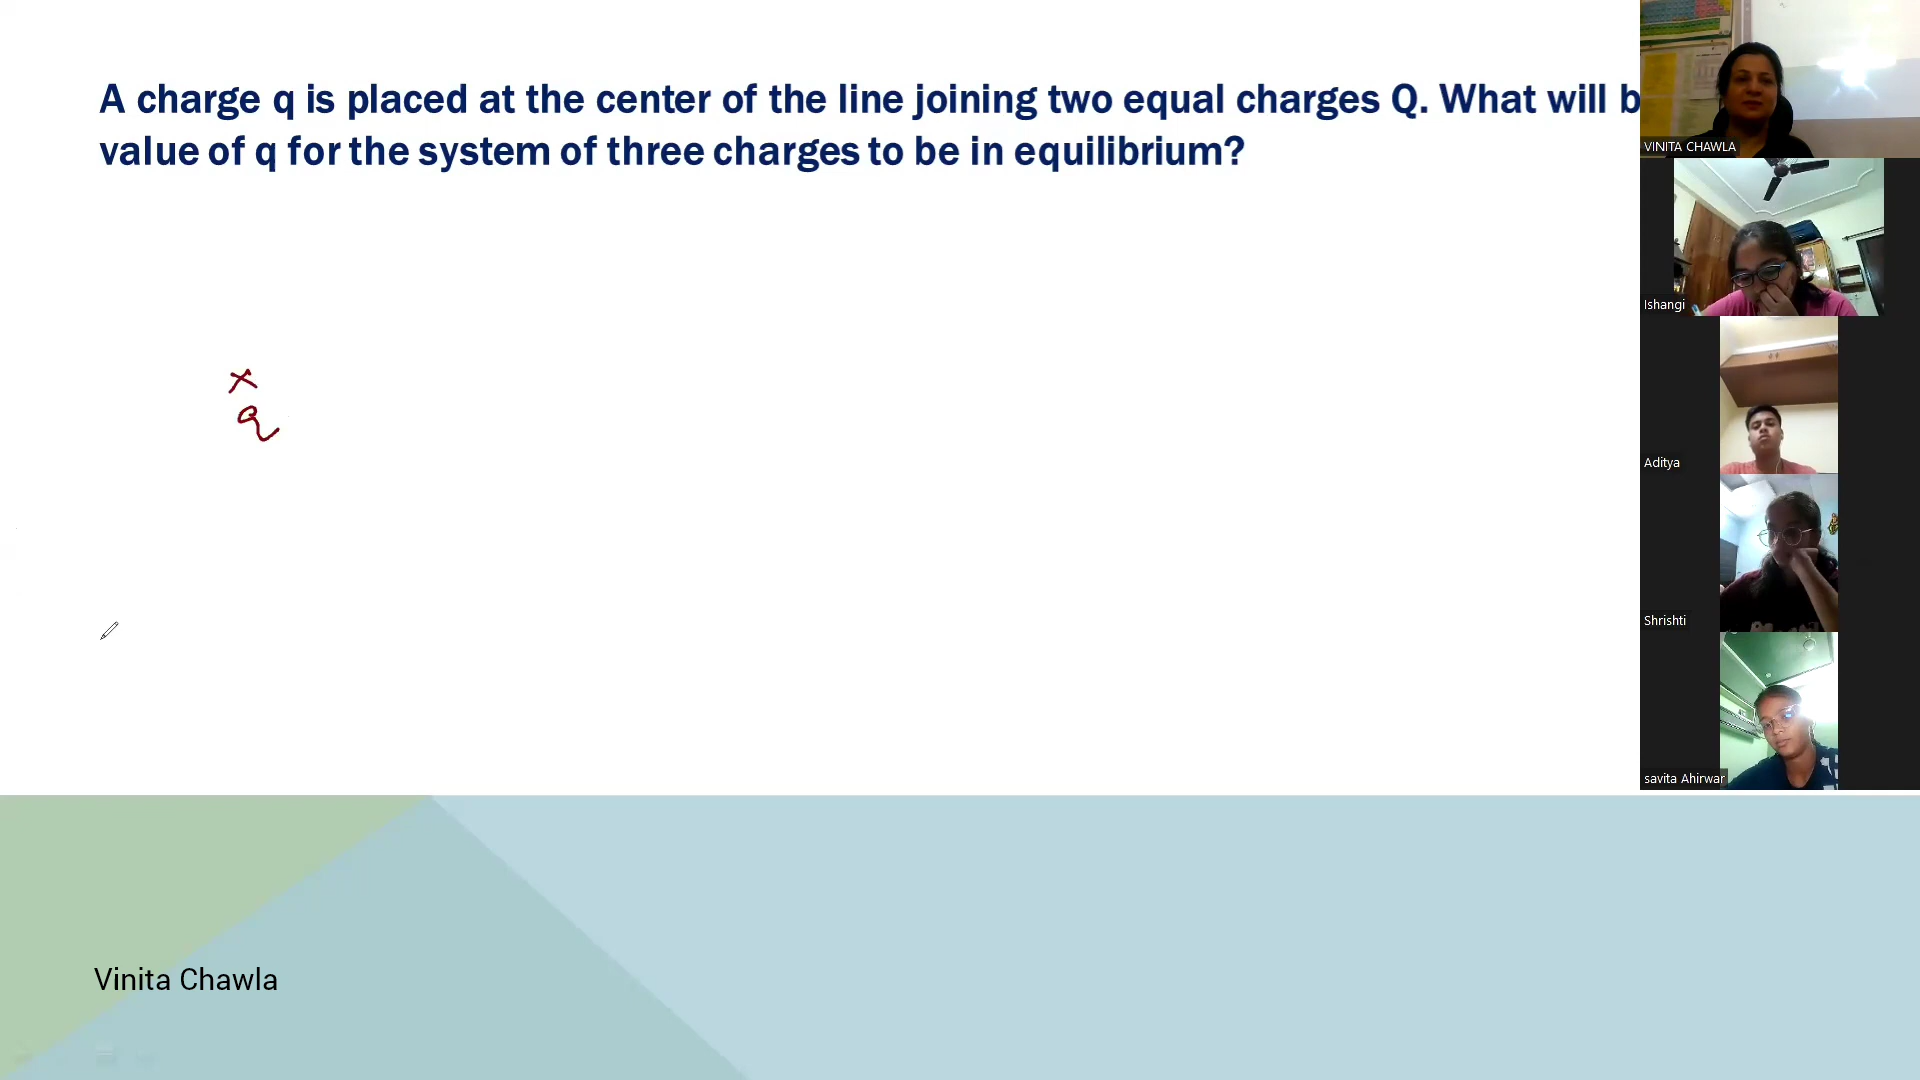 A charge q is placed at the center of the line joining two equal charges Q. What will b
value of q for the system of three charges to be in equilibrium?
x
Q
Vinita Chawla
VINITA CHAWLA
Ishangi
Aditya
Shrishti
savita Ahirwar